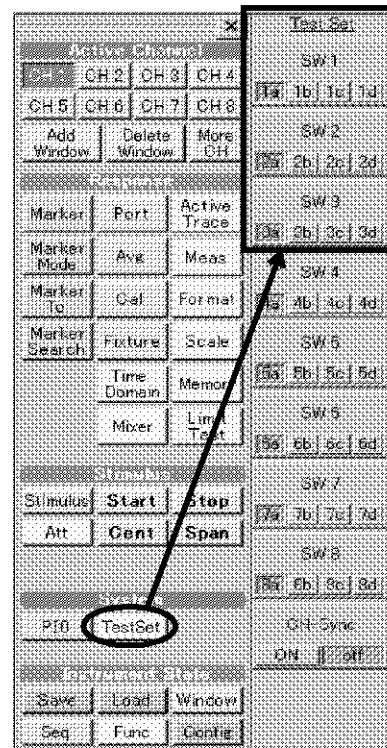 ×
Active Channel
CH 1 CH 2 CH 3 CH 4
CH 5 CH 6 CH 7 CH 8
Add Window Delete Window More CH
Response
Marker Port Active Trace
Marker Mode Avg Meas
Marker To Cal Format
Marker Search Fixture Scale
Time Domain Memory
Mixer Limit Test
Stimulus
Stimulus Start Stop
Att Cent Span
System
TestSet
Instrument State
Save Load Window
Seq Func Config
Test Set
SW 1
1a 1b 1c 1d
SW 2
2a 2b 2c 2d
SW 3
3a 3b 3c 3d
SW 4
4a 4b 4c 4d
SW 5
5a 5b 5c 5d
SW 6
6a 6b 6c 6d
SW 7
7a 7b 7c 7d
SW 8
8a 8b 8c 8d
CH Sync
ON off